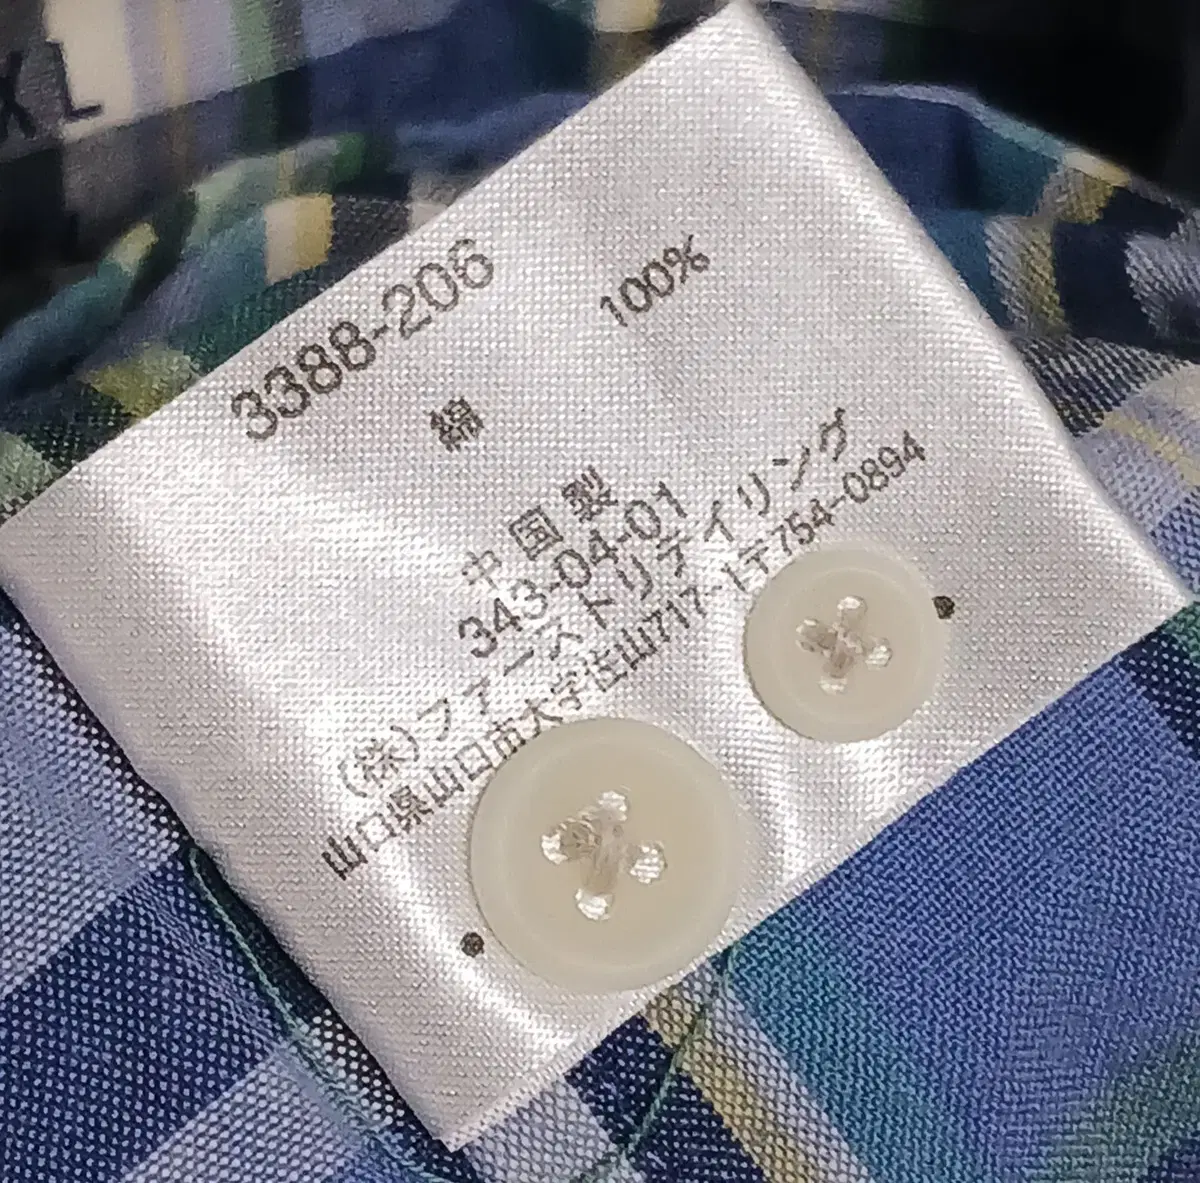 XL
3388-206
綿 100%
中国製
343-04-01
(株)ファーストリテイリング
山口県山口市大字佐山717-1〒754-0894